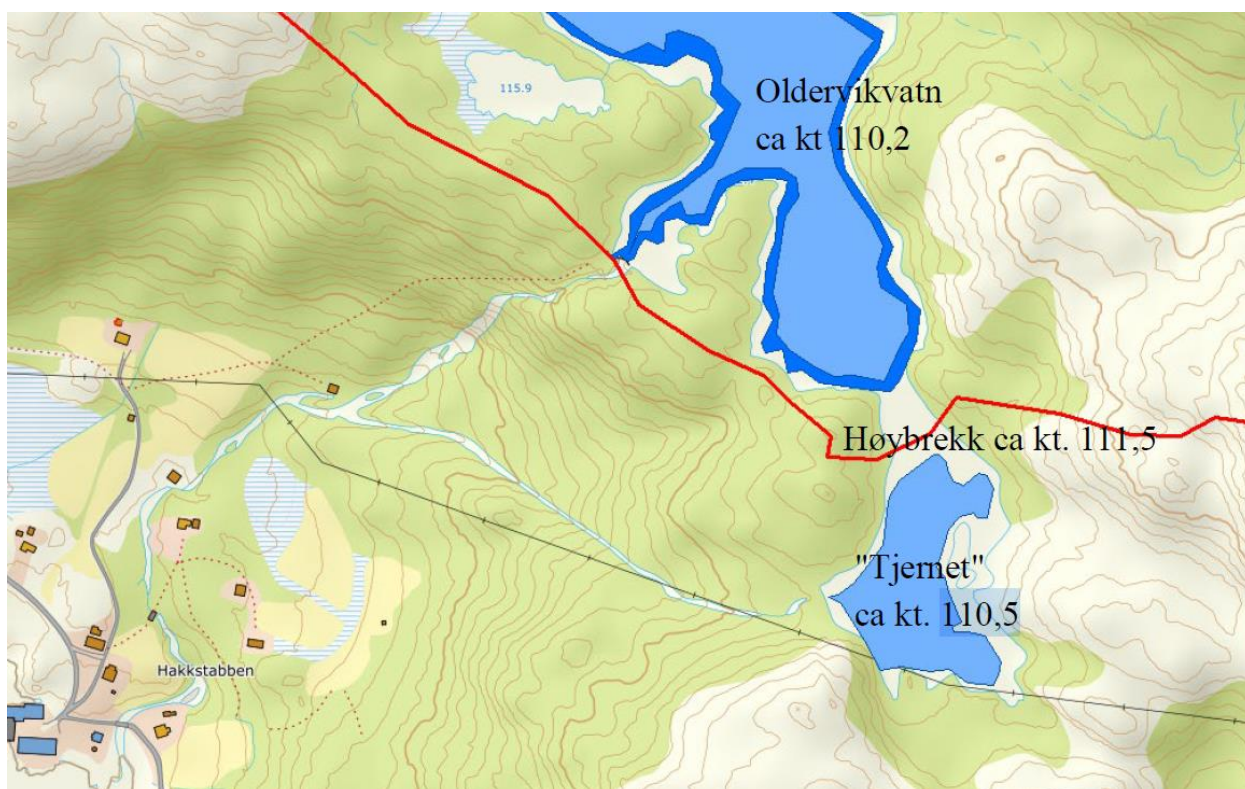 115.9
Oldervikvatn
ca kt 110,2
Høybrekk ca kt. 111,5
"Tjernet"
ca kt. 110,5
Hakkstabben